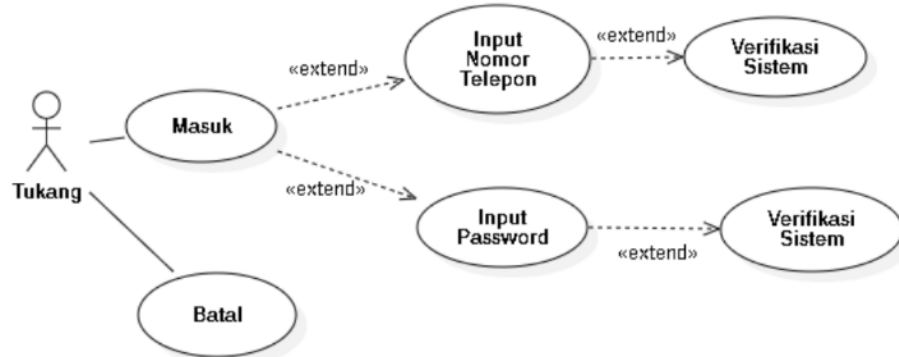 Input
Nomor
Telepon
«extend»
Verifikasi
Sistem
«extend»
Masuk
Tukang
«extend»
Input
Password
«extend»
Verifikasi
Sistem
Batal